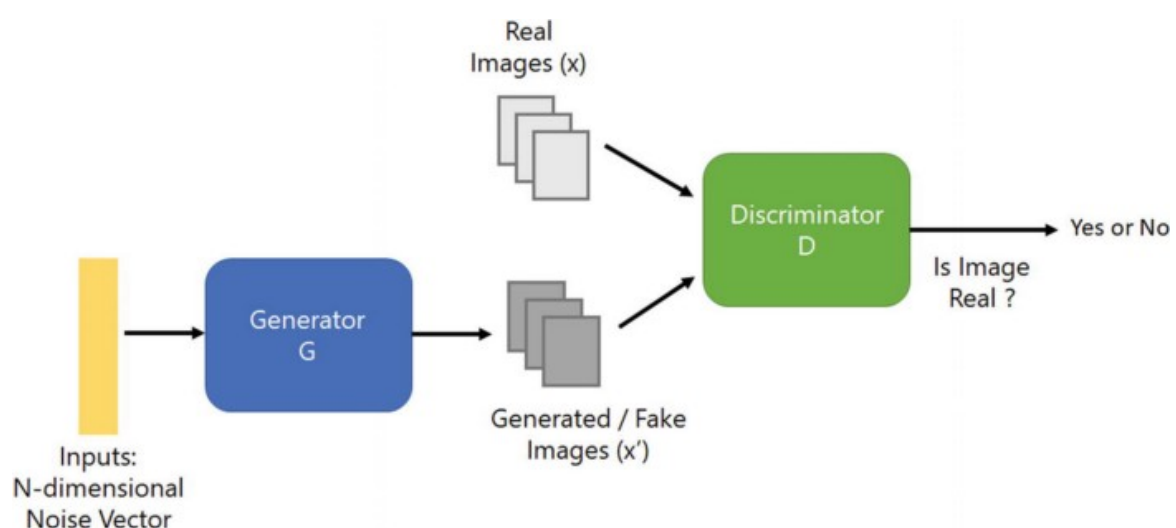 Real
Images (x)
Discriminator
D
Yes or No
Is Image
Real ?
Generator
G
Generated / Fake
Images (x’)
Inputs:
N-dimensional
Noise Vector